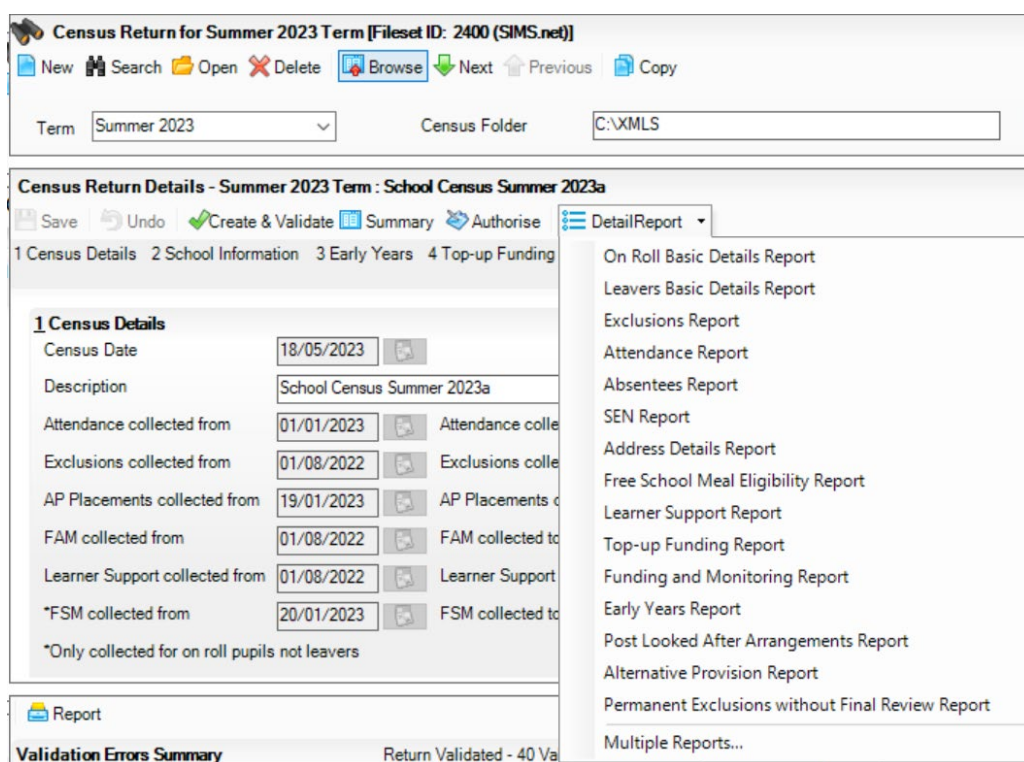 Census Return for Summer 2023 Term [Fileset ID: 2400 (SIMS.net)]
New Search Open Delete Browse Next Previous Copy
Term Summer 2023 Census Folder C:\XMLS
Census Return Details - Summer 2023 Term : School Census Summer 2023a
Save Undo Create & Validate Summary Authorise DetailReport
1 Census Details 2 School Information 3 Early Years 4 Top-up Funding
1 Census Details
Census Date 18/05/2023
Description School Census Summer 2023a
Attendance collected from 01/01/2023 Attendance colle
Exclusions collected from 01/08/2022 Exclusions colle
AP Placements collected from 19/01/2023 AP Placements c
FAM collected from 01/08/2022 FAM collected to
Learner Support collected from 01/08/2022 Learner Support
*FSM collected from 20/01/2023 FSM collected to
*Only collected for on roll pupils not leavers
On Roll Basic Details Report
Leavers Basic Details Report
Exclusions Report
Attendance Report
Absentees Report
SEN Report
Address Details Report
Free School Meal Eligibility Report
Learner Support Report
Top-up Funding Report
Funding and Monitoring Report
Early Years Report
Post Looked After Arrangements Report
Alternative Provision Report
Permanent Exclusions without Final Review Report
Multiple Reports...
Report
Validation Errors Summary Return Validated - 40 Va